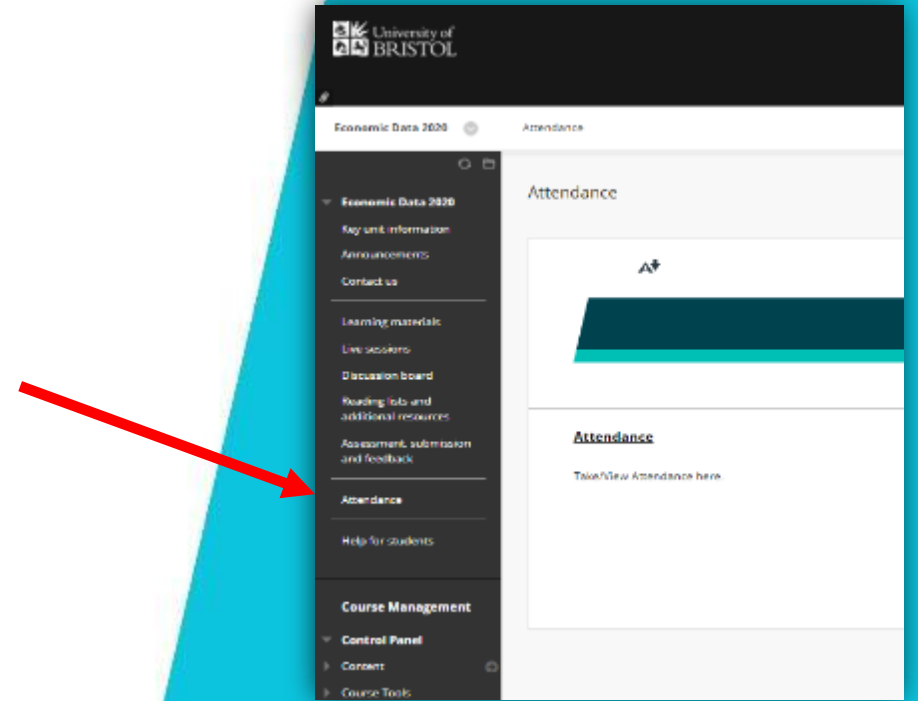 University of
BRISTOL
Economic Data 2020
Attendance
Attendance
Economic Data 2020
Key unit information
Announcements
Contact us
Learning materials
Live sessions
Discussion board
Reading lists and
additional resources
Assessment, submission
and feedback
Attendance
Help for students
Course Management
Control Panel
Content
Course Tools
A
Attendance
Take/View Attendance here.